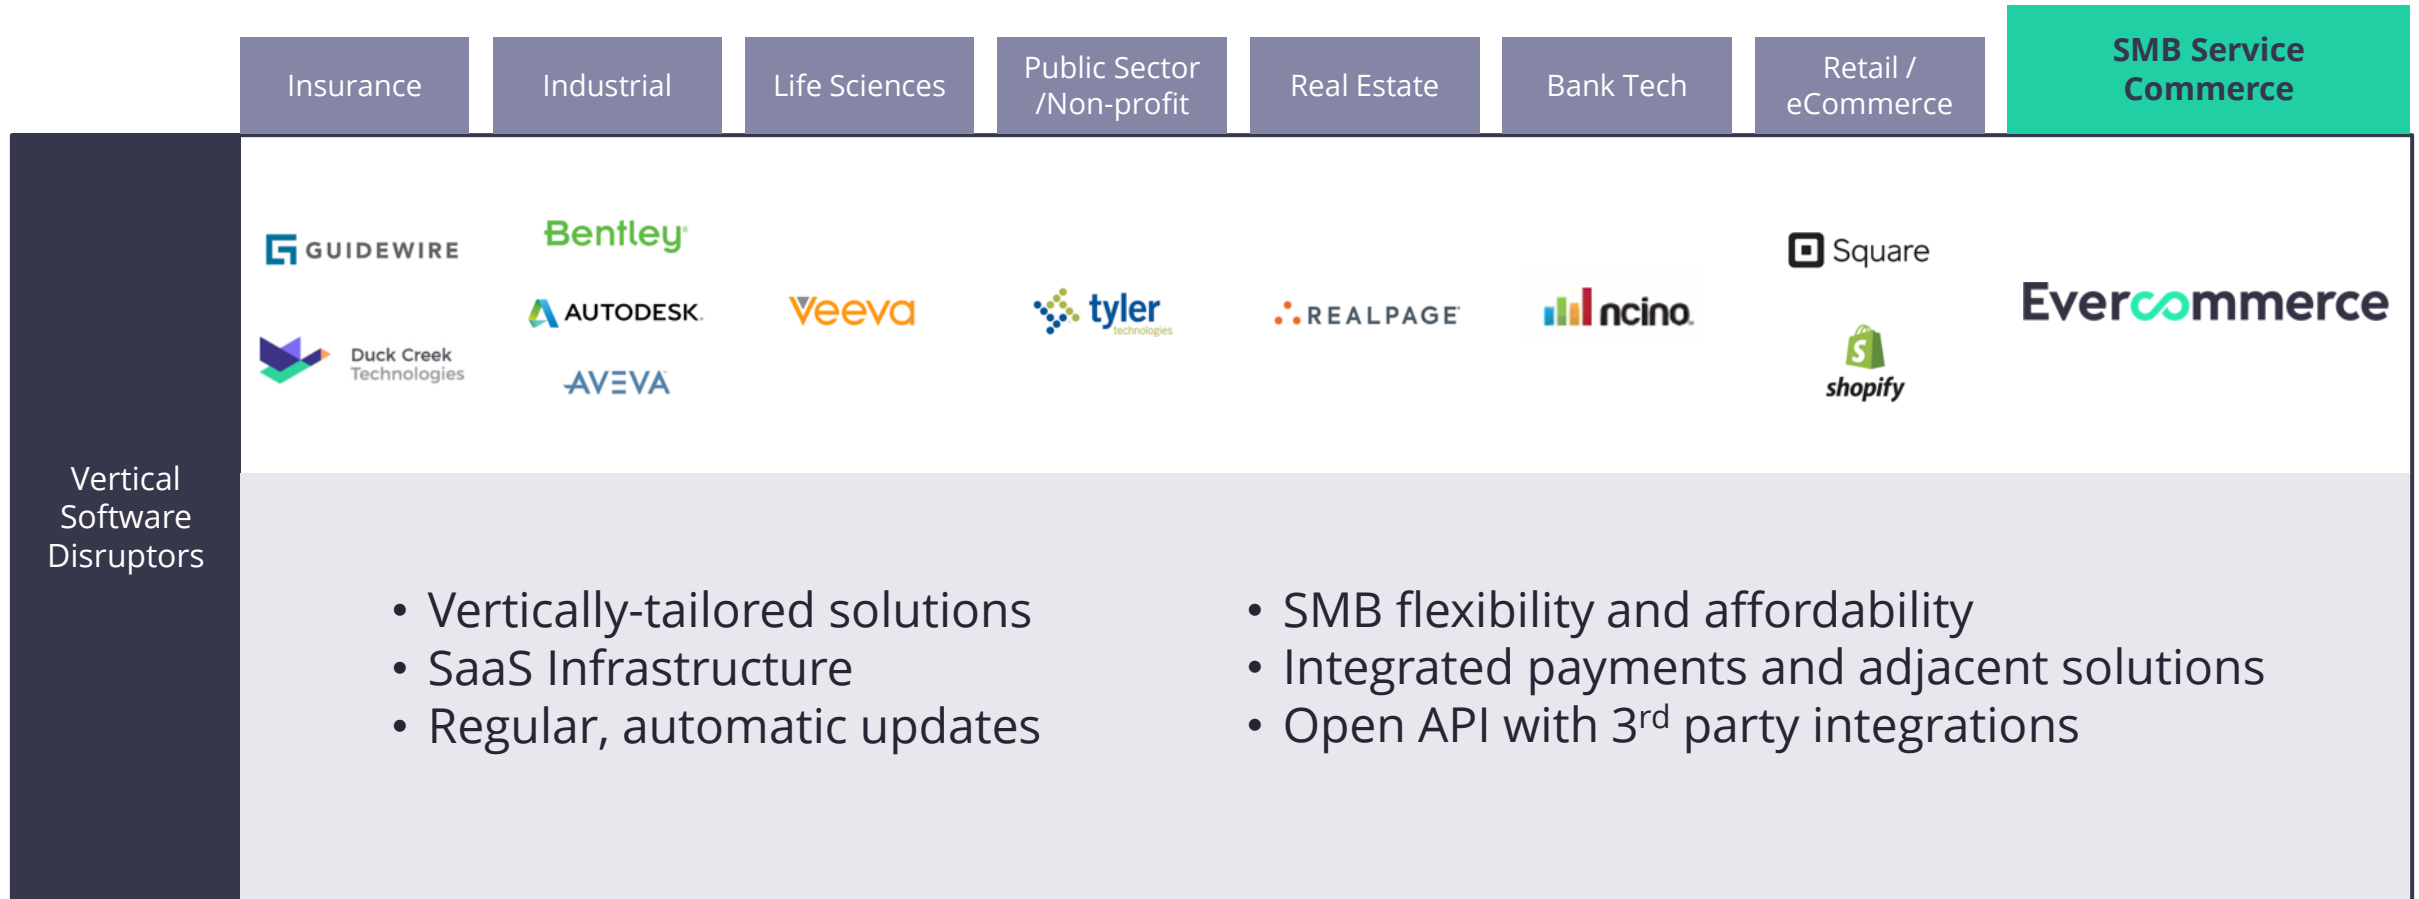 Insurance
Industrial
Life Sciences
Public Sector
/Non-profit
Real Estate
Bank Tech
Retail /
eCommerce
SMB Service
Commerce
Vertical
Software
Disruptors
GUIDEWIRE
Duck Creek
Technologies
Bentley
AUTODESK.
AVEVA
Veeva
tyler
technologies
REALPAGE
ncino.
Square
shopify
Evercommerce
• Vertically-tailored solutions
• SaaS Infrastructure
• Regular, automatic updates
• SMB flexibility and affordability
• Integrated payments and adjacent solutions
• Open API with 3rd party integrations